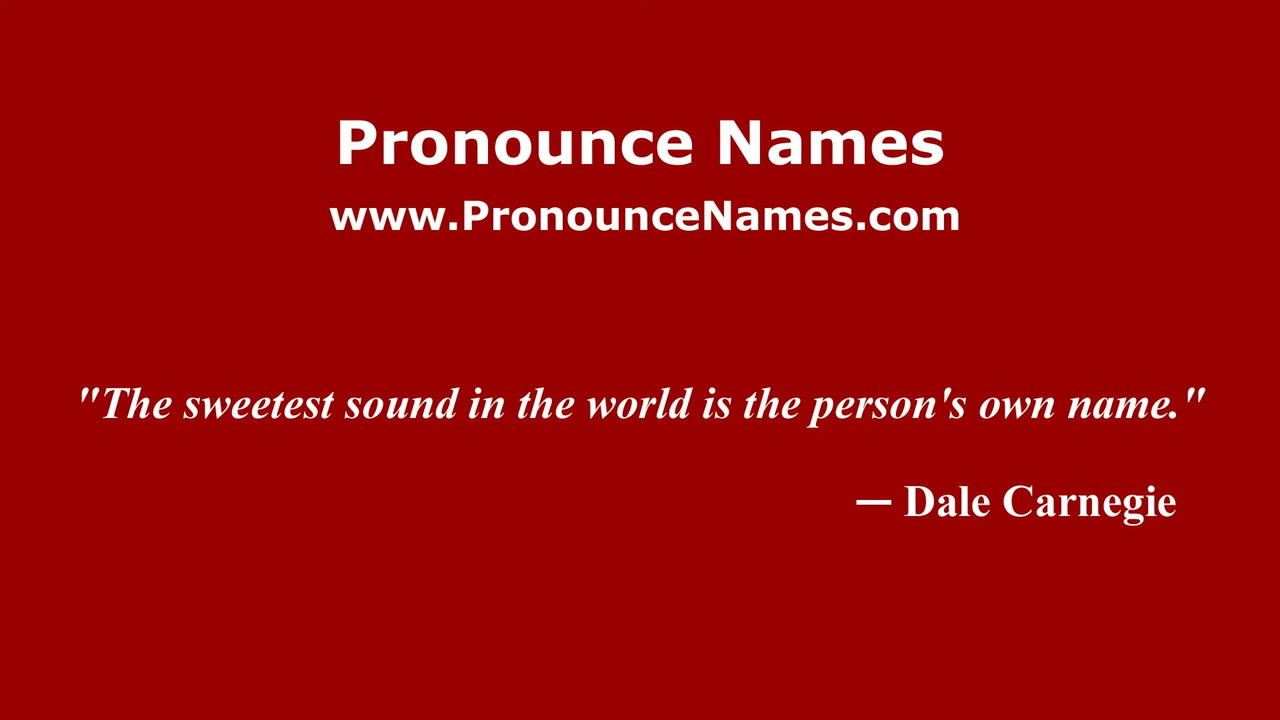 Pronounce Names
www.PronounceNames.com
"The sweetest sound in the world is the person's own name."
— Dale Carnegie